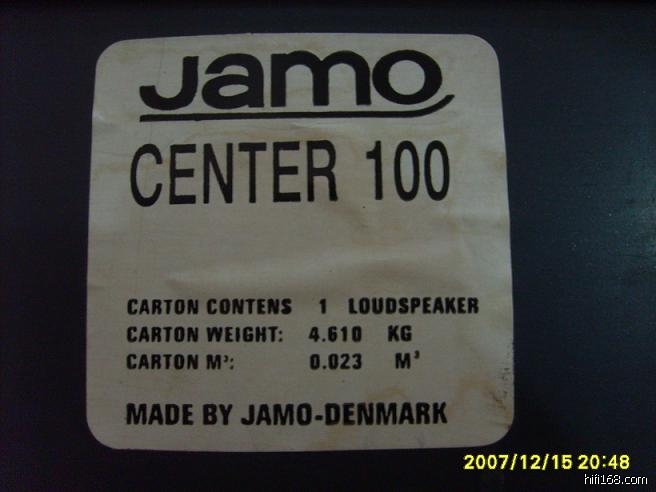 Jamo
CENTER 100
CARTON CONTENS 1 LOUDSPEAKER
CARTON WEIGHT: 4.610 KG
CARTON M³: 0.023 M³
MADE BY JAMO-DENMARK
2007/12/15 20:48
hifi168.com